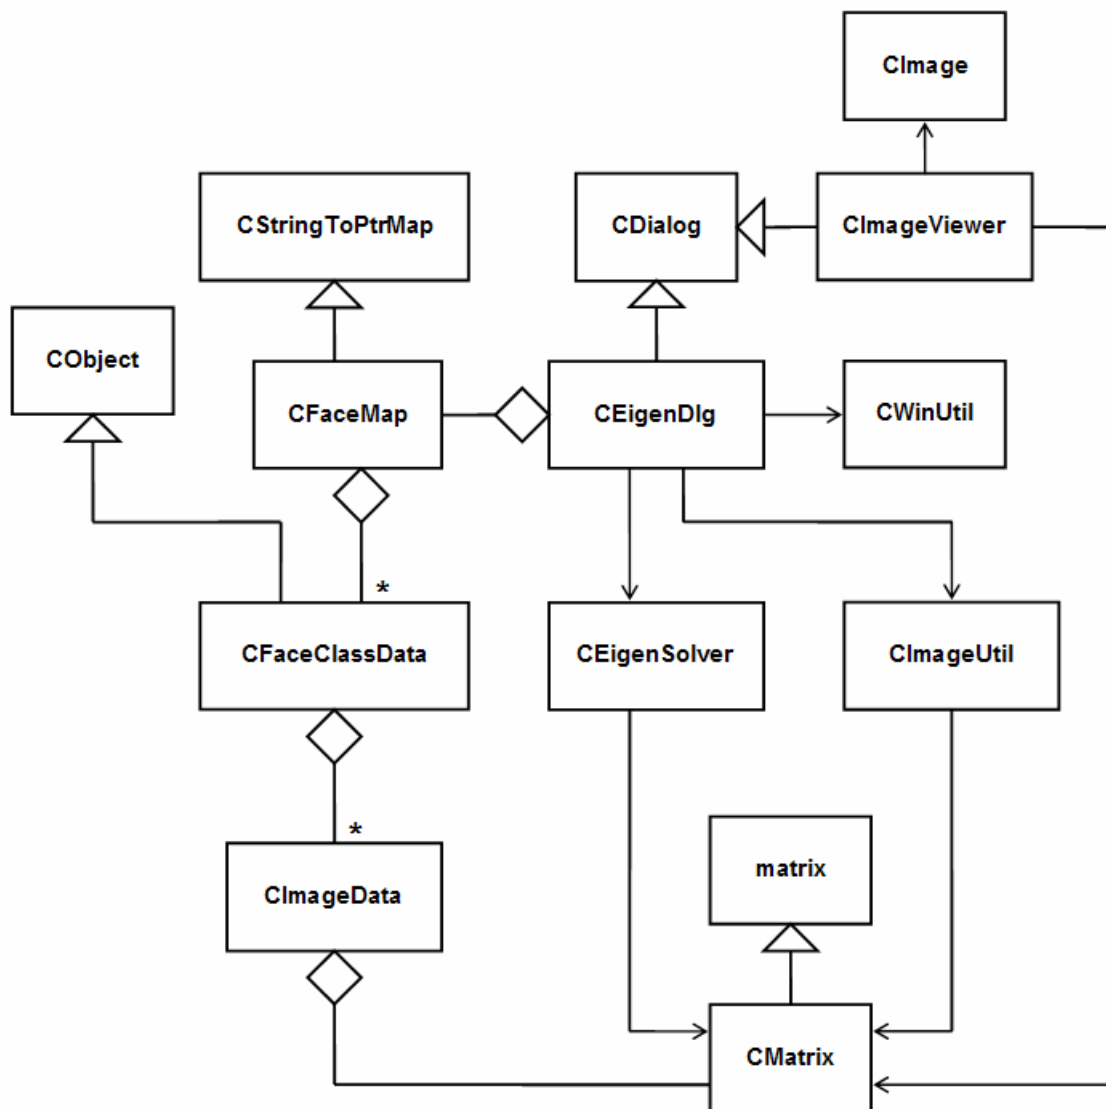 CImage
CStringToPtrMap
CDialog
CImageViewer
CObject
CFaceMap
CEigenDlg
CWinUtil
*
CFaceClassData
CEigenSolver
CImageUtil
*
CImageData
matrix
CMatrix